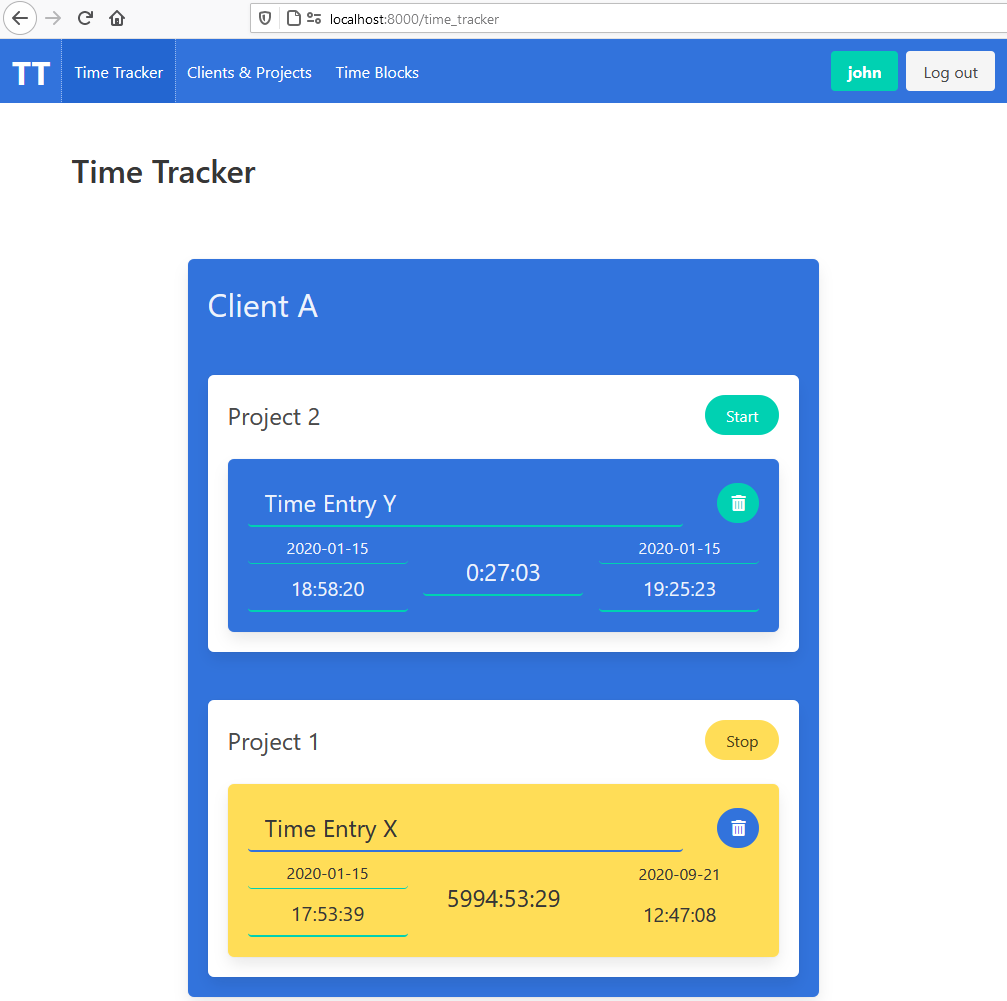 localhost:8000/time_tracker
TT Time Tracker Clients & Projects Time Blocks john Log out
Time Tracker
Client A
Project 2 Start
Time Entry Y
2020-01-15 2020-01-15
0:27:03
18:58:20 19:25:23
Project 1 Stop
Time Entry X
2020-01-15 2020-09-21
5994:53:29
17:53:39 12:47:08